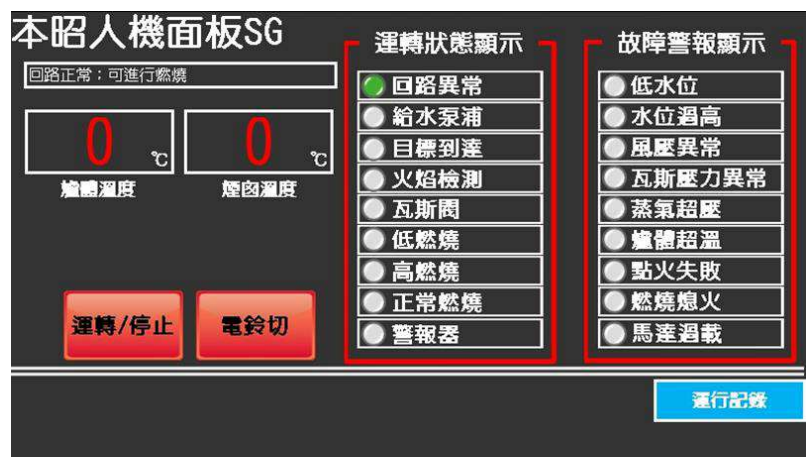 本昭人機面板SG
回路正常：可進行燃燒
0 ℃
0 ℃
爐體溫度
煙囪溫度
運轉/停止
電鈴切
運轉狀態顯示
回路異常
給水泵浦
目標到達
火焰檢測
瓦斯閥
低燃燒
高燃燒
正常燃燒
警報器
故障警報顯示
低水位
水位過高
風壓異常
瓦斯壓力異常
蒸氣超壓
爐體超溫
點火失敗
燃燒熄火
馬達過載
運行記錄